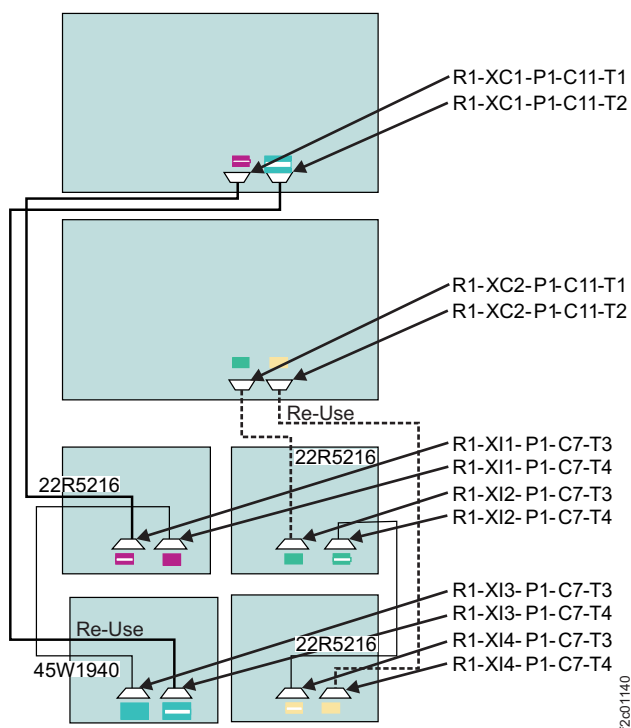 R1-XC1-P1-C11-T1
R1-XC1-P1-C11-T2
R1-XC2-P1-C11-T1
R1-XC2-P1-C11-T2
Re-Use
R1-XI1-P1-C7-T3
22R5216
R1-XI1-P1-C7-T4
22R5216
R1-XI2-P1-C7-T3
R1-XI2-P1-C7-T4
R1-XI3-P1-C7-T3
R1-XI3-P1-C7-T4
Re-Use
R1-XI4-P1-C7-T3
22R5216
R1-XI4-P1-C7-T4
45W1940